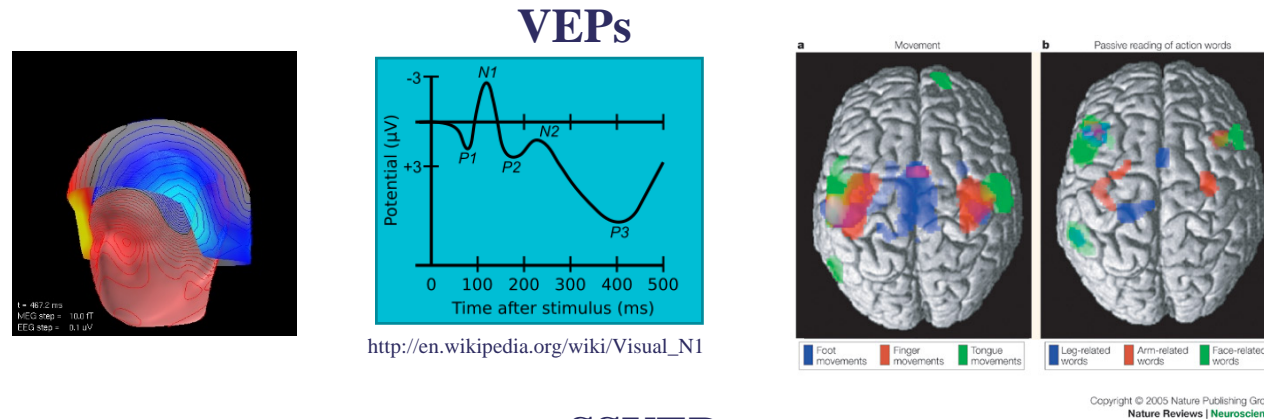 VEPs
t = 467.2 ms
MEG step = 10.0 fT
EEG step = 0.1 uV
-3
+3
Potential (µV)
N1
P1
P2
N2
P3
0 100 200 300 400 500
Time after stimulus (ms)
http://en.wikipedia.org/wiki/Visual_N1
a Movement
Foot movements
Finger movements
Tongue movements
b Passive reading of action words
Leg-related words
Arm-related words
Face-related words
Copyright © 2005 Nature Publishing Gro
Nature Reviews | Neuroscien